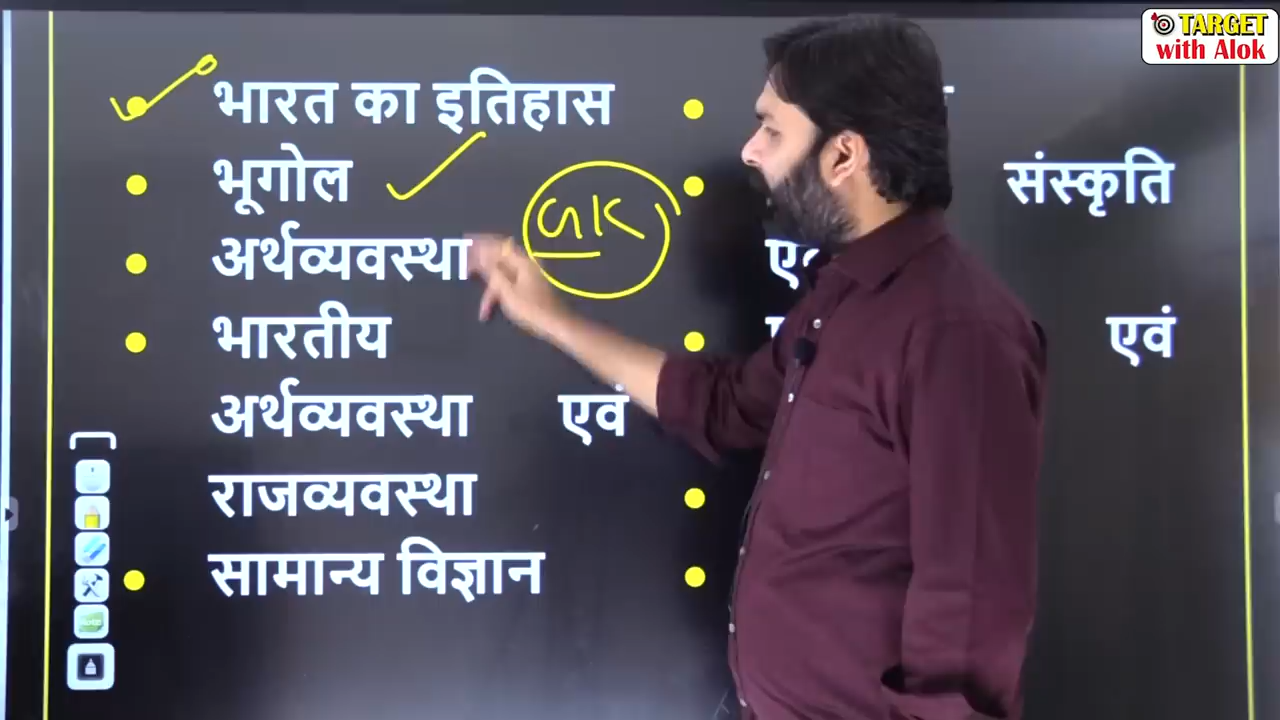 TARGET
with Alok
भारत का इतिहास
भूगोल
GK
अर्थव्यवस्था
भारतीय
अर्थव्यवस्था एवं
राजव्यवस्था
सामान्य विज्ञान
संस्कृति
एवं